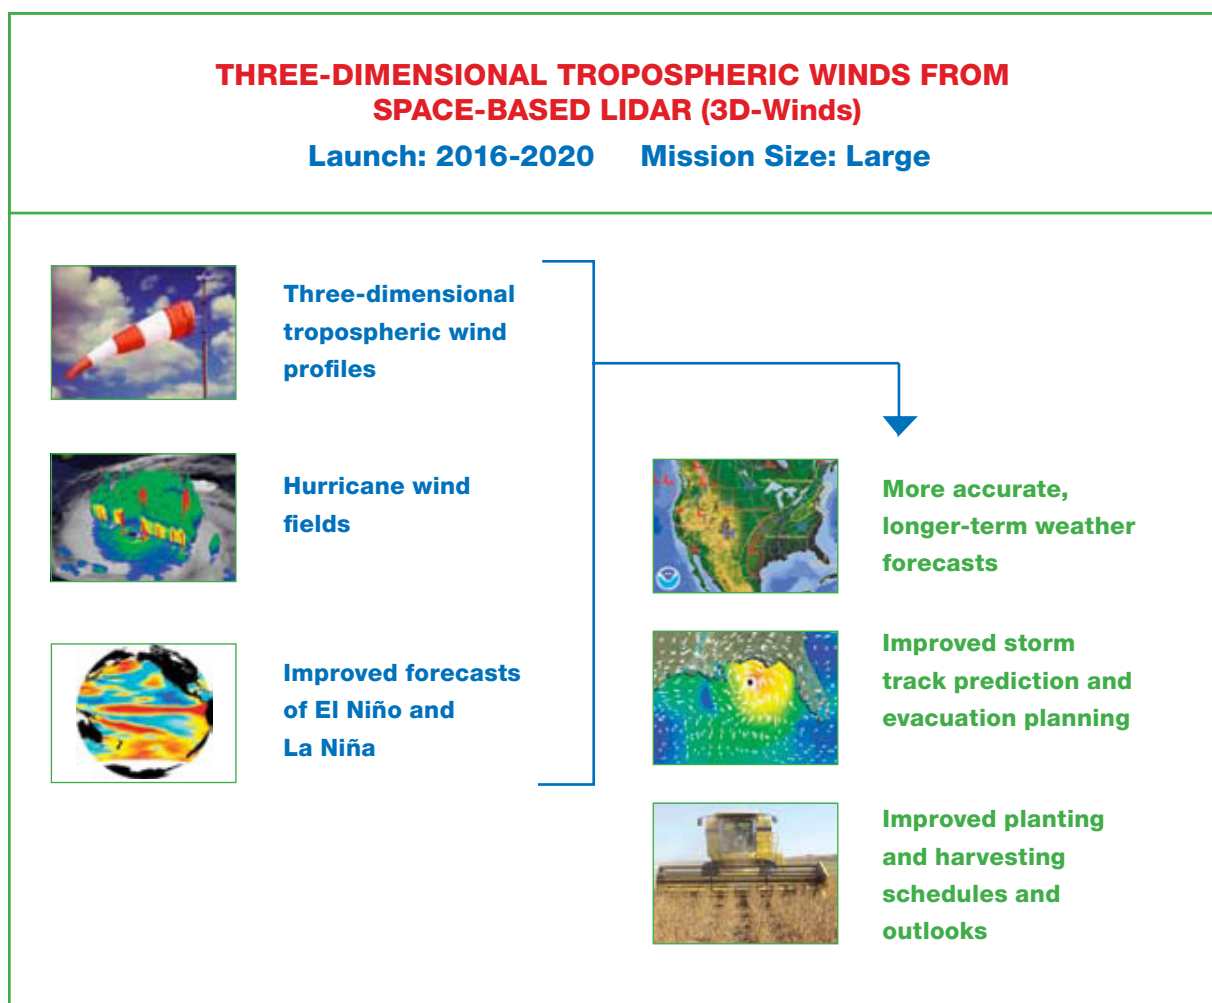 THREE-DIMENSIONAL TROPOSPHERIC WINDS FROM
SPACE-BASED LIDAR (3D-Winds)
Launch: 2016-2020 Mission Size: Large
Three-dimensional
tropospheric wind
profiles
Hurricane wind
fields
Improved forecasts
of El Niño and
La Niña
More accurate,
longer-term weather
forecasts
Improved storm
track prediction and
evacuation planning
Improved planting
and harvesting
schedules and
outlooks